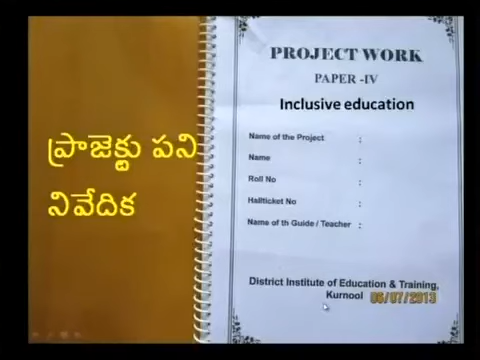 ప్రాజెక్టు పని
నివేదిక
PROJECT WORK
PAPER -IV
Inclusive education
Name of the Project :
Name :
Roll No :
Hallticket No :
Name of th Guide / Teacher :
District Institute of Education & Training,
Kurnool
06/07/2013